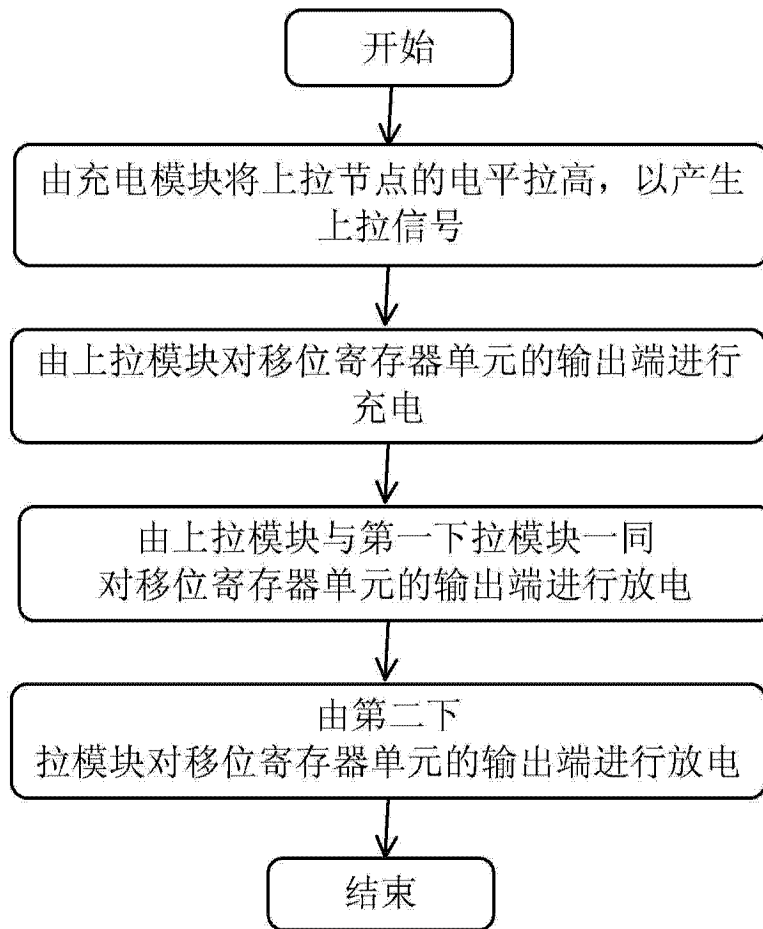 开始
由充电模块将上拉节点的电平拉高，以产生
上拉信号
由上拉模块对移位寄存器单元的输出端进行
充电
由上拉模块与第一下拉模块一同
对移位寄存器单元的输出端进行放电
由第二下
拉模块对移位寄存器单元的输出端进行放电
结束